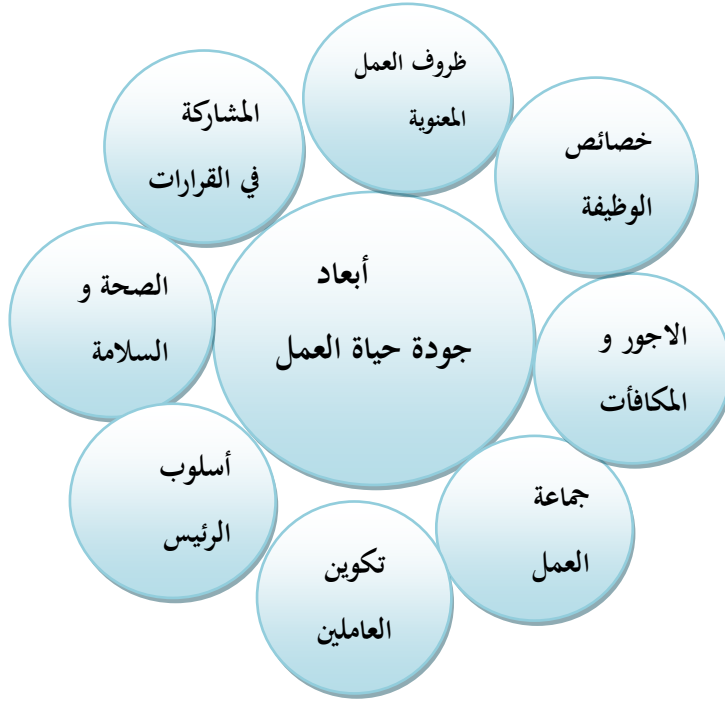 أبعاد
جودة حياة العمل
ظروف العمل
المعنوية
خصائص
الوظيفة
الاجور و
المكافأت
جماعة
العمل
تكوين
العاملين
أسلوب
الرئيس
الصحة و
السلامة
المشاركة
في القرارات